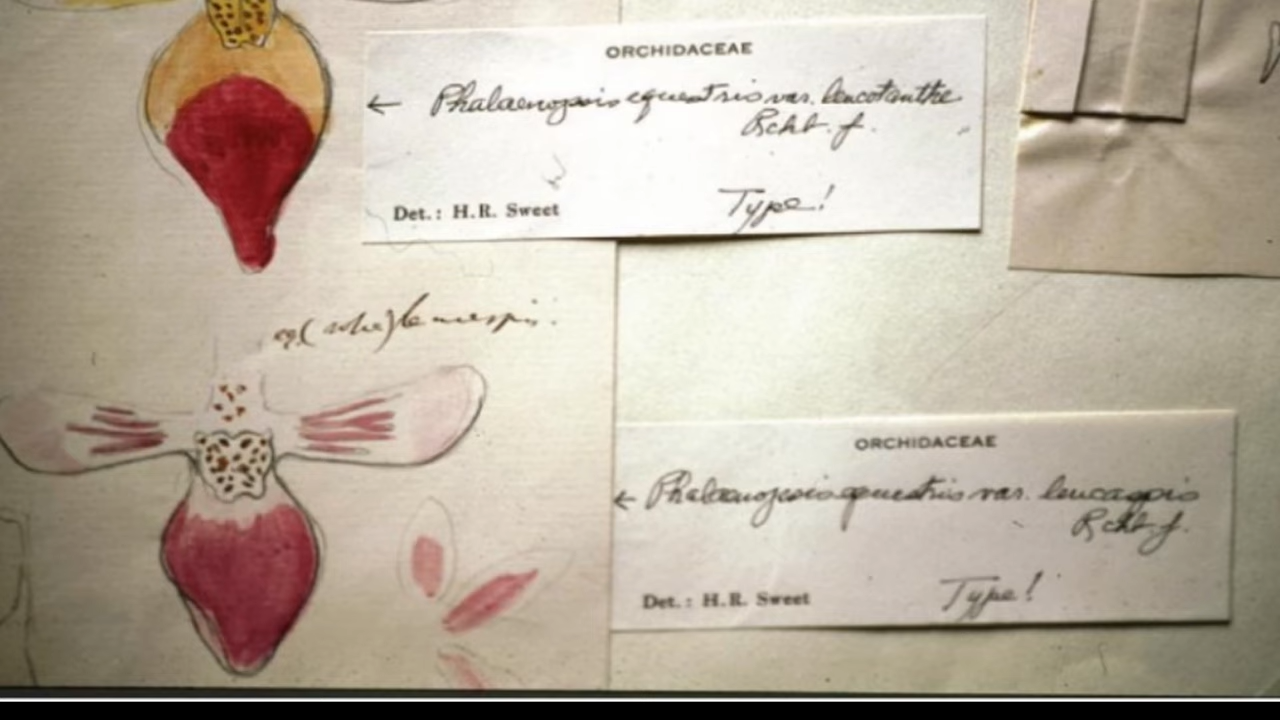 ORCHIDACEAE
← Phalaenopsis equestris var. leucotanthe
Rchb. f.
Det.: H.R. Sweet
Type!
ORCHIDACEAE
← Phalaenopsis equestris var. leucaspis
Rchb f.
Det.: H.R. Sweet
Type!